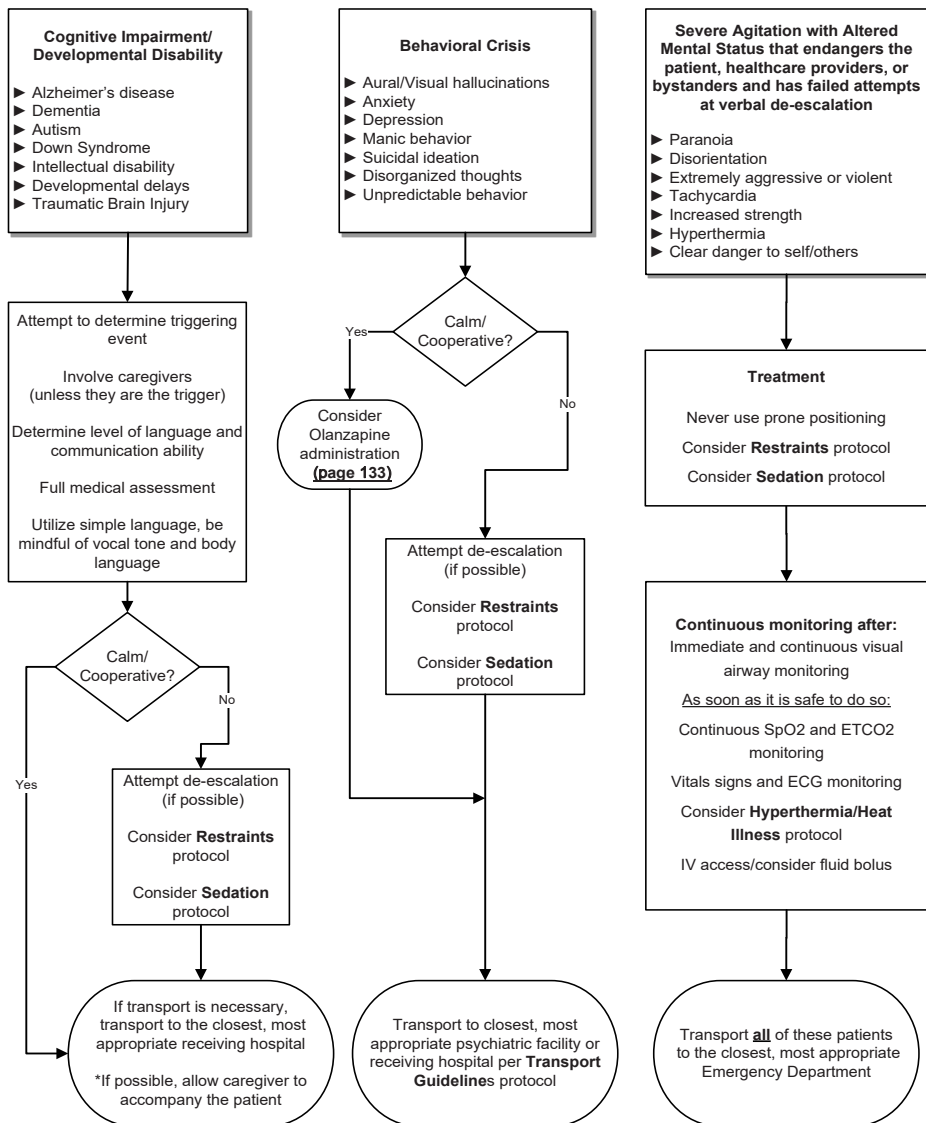 Cognitive Impairment/
Developmental Disability
► Alzheimer's disease
► Dementia
► Autism
► Down Syndrome
► Intellectual disability
► Developmental delays
► Traumatic Brain Injury
Attempt to determine triggering
event
Involve caregivers
(unless they are the trigger)
Determine level of language and
communication ability
Full medical assessment
Utilize simple language, be
mindful of vocal tone and body
language
Calm/
Cooperative?
No
Yes
Attempt de-escalation
(if possible)
Consider Restraints
protocol
Consider Sedation
protocol
If transport is necessary,
transport to the closest, most
appropriate receiving hospital
*If possible, allow caregiver to
accompany the patient
Behavioral Crisis
► Aural/Visual hallucinations
► Anxiety
► Depression
► Manic behavior
► Suicidal ideation
► Disorganized thoughts
► Unpredictable behavior
Calm/
Cooperative?
Yes
No
Consider
Olanzapine
administration
(page 133)
Attempt de-escalation
(if possible)
Consider Restraints
protocol
Consider Sedation
protocol
Transport to closest, most
appropriate psychiatric facility or
receiving hospital per Transport
Guidelines protocol
Severe Agitation with Altered
Mental Status that endangers the
patient, healthcare providers, or
bystanders and has failed attempts
at verbal de-escalation
► Paranoia
► Disorientation
► Extremely aggressive or violent
► Tachycardia
► Increased strength
► Hyperthermia
► Clear danger to self/others
Treatment
Never use prone positioning
Consider Restraints protocol
Consider Sedation protocol
Continuous monitoring after:
Immediate and continuous visual
airway monitoring
As soon as it is safe to do so:
Continuous SpO2 and ETCO2
monitoring
Vitals signs and ECG monitoring
Consider Hyperthermia/Heat
Illness protocol
IV access/consider fluid bolus
Transport all of these patients
to the closest, most appropriate
Emergency Department